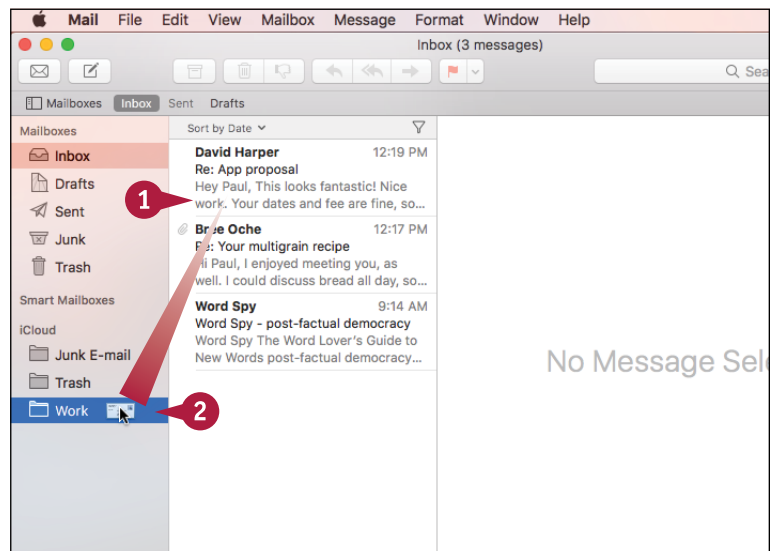 Mail File Edit View Mailbox Message Format Window Help
Inbox (3 messages)
Mailboxes Inbox Sent Drafts
Mailboxes
Inbox
Drafts
Sent
Junk
Trash
Smart Mailboxes
iCloud
Junk E-mail
Trash
Work
Sort by Date
David Harper 12:19 PM
Re: App proposal
Hey Paul, This looks fantastic! Nice
work. Your dates and fee are fine, so...
Bree Oche 12:17 PM
Re: Your multigrain recipe
Hi Paul, I enjoyed meeting you, as
well. I could discuss bread all day, so...
Word Spy 9:14 AM
Word Spy - post-factual democracy
Word Spy The Word Lover's Guide to
New Words post-factual democracy...
No Message Sele
Sea
1
2